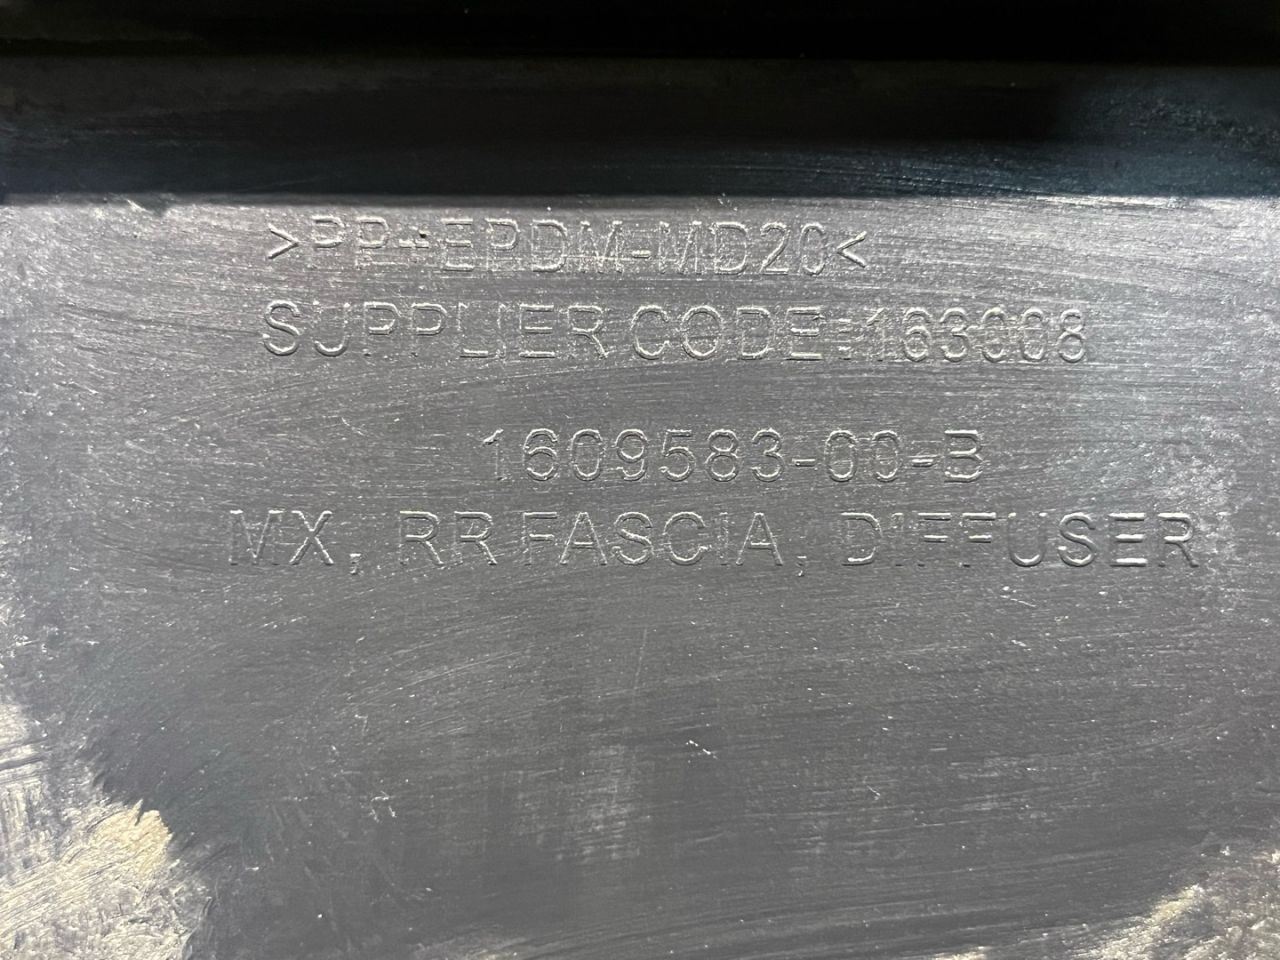 >PP+EPDM-MD20<
SUPPLIER CODE:163008
1609583-00-B
MX, RR FASCIA, DIFFUSER